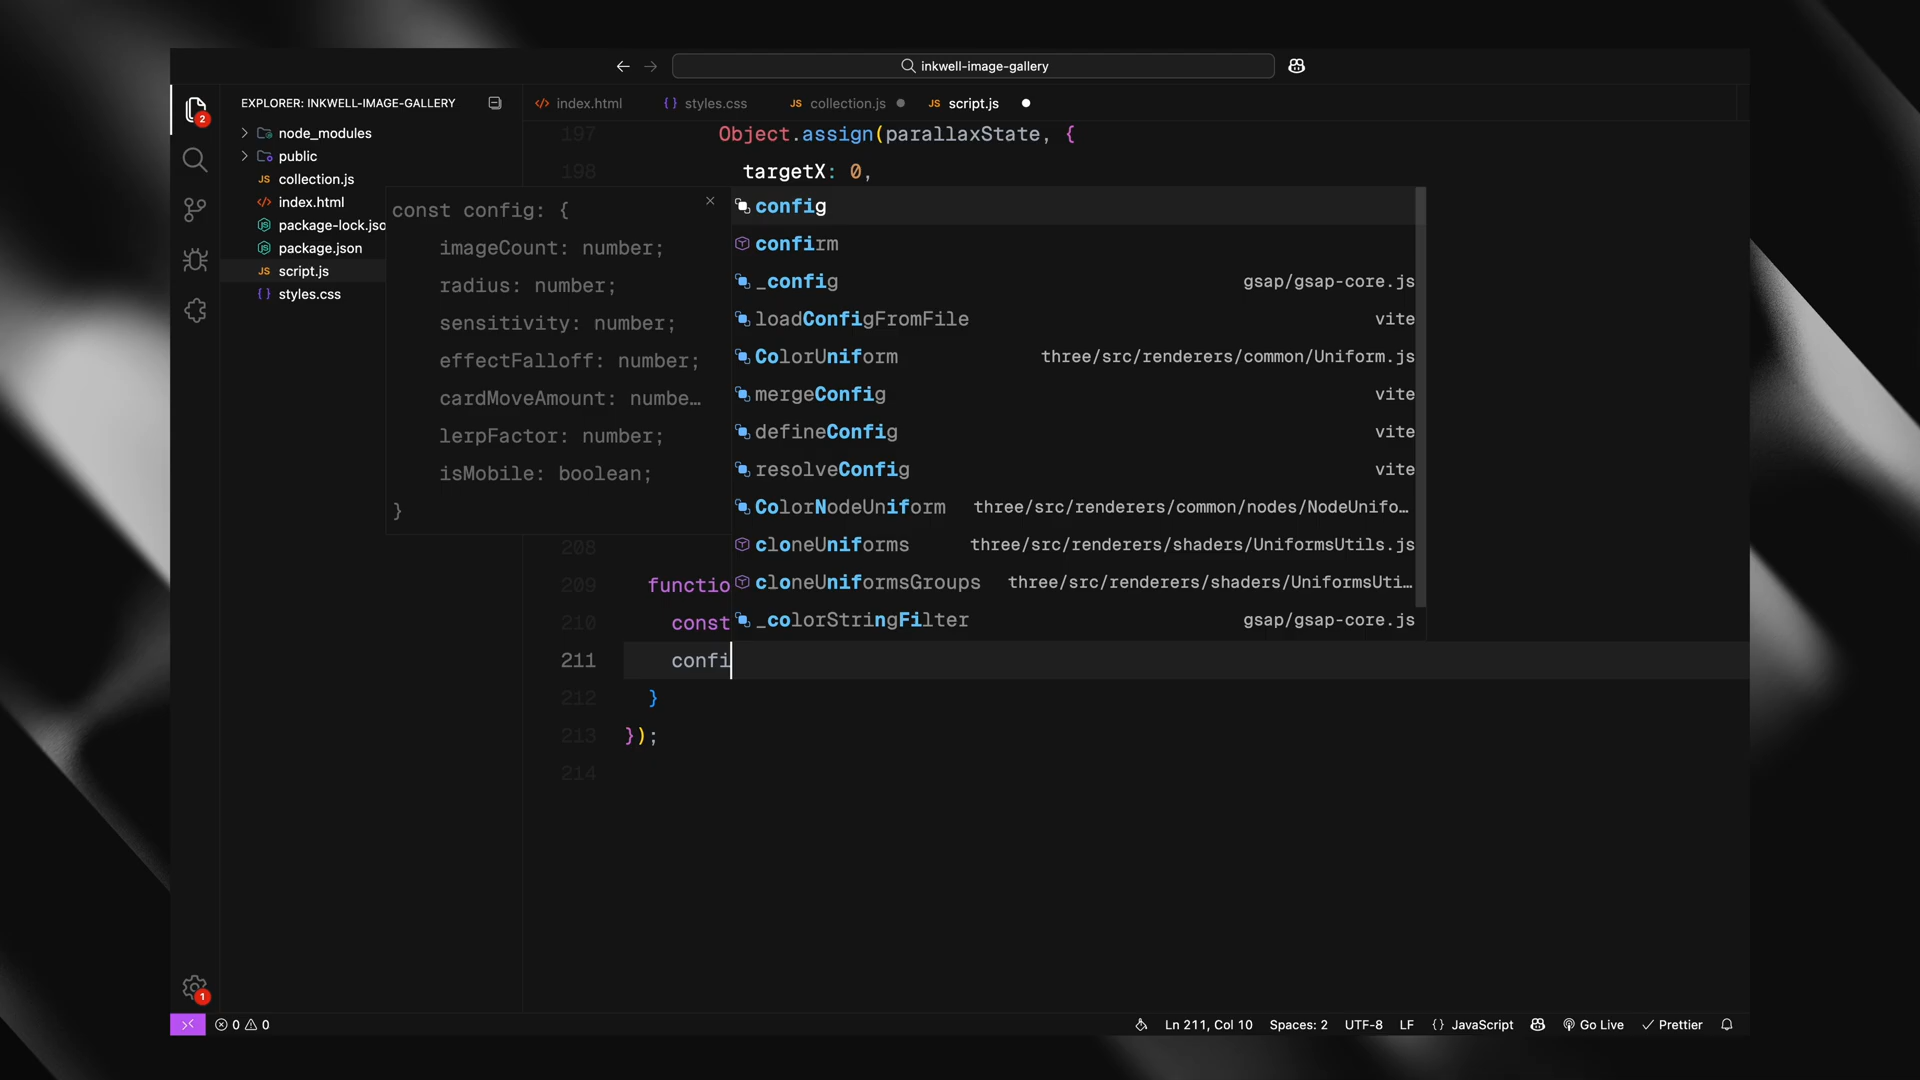 inkwell-image-gallery
EXPLORER: INKWELL-IMAGE-GALLERY
index.html
styles.css
JS collection.js
JS script.js
2
node_modules
public
JS collection.js
index.html
package-lock.jso
package.json
JS script.js
styles.css
197 Object.assign(parallaxState, {
198 targetX: 0,
const config: {
imageCount: number;
radius: number;
sensitivity: number;
effectFalloff: number;
cardMoveAmount: numbe…
lerpFactor: number;
isMobile: boolean;
}
config
confirm
_config gsap/gsap-core.js
loadConfigFromFile vite
ColorUniform three/src/renderers/common/Uniform.js
mergeConfig vite
defineConfig vite
resolveConfig vite
ColorNodeUniform three/src/renderers/common/nodes/NodeUnifo…
cloneUniforms three/src/renderers/shaders/UniformsUtils.js
cloneUniformsGroups three/src/renderers/shaders/UniformsUti…
_colorStringFilter gsap/gsap-core.js
208
209 functio
210 const
211 confi
212 }
213 });
214
1
0 0
Ln 211, Col 10
Spaces: 2
UTF-8
LF
{} JavaScript
Go Live
Prettier